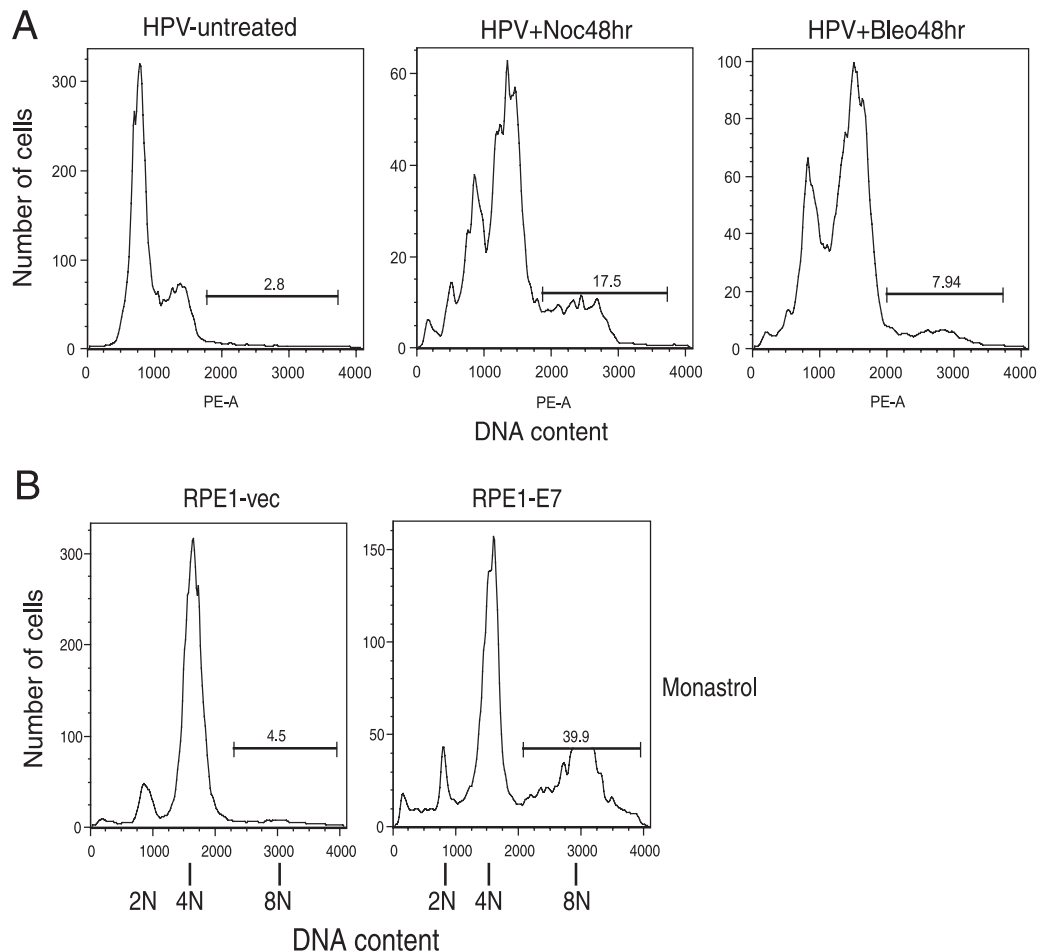 A
HPV-untreated
HPV+Noc48hr
HPV+Bleo48hr
Number of cells
300
200
100
0
2.8
0 1000 2000 3000 4000
PE-A
60
40
20
0
17.5
0 1000 2000 3000 4000
PE-A
100
80
60
40
20
0
7.94
0 1000 2000 3000 4000
PE-A
DNA content
B
RPE1-vec
RPE1-E7
Number of cells
300
200
100
0
4.5
0 1000 2000 3000 4000
2N 4N 8N
150
100
50
0
39.9
0 1000 2000 3000 4000
2N 4N 8N
Monastrol
DNA content